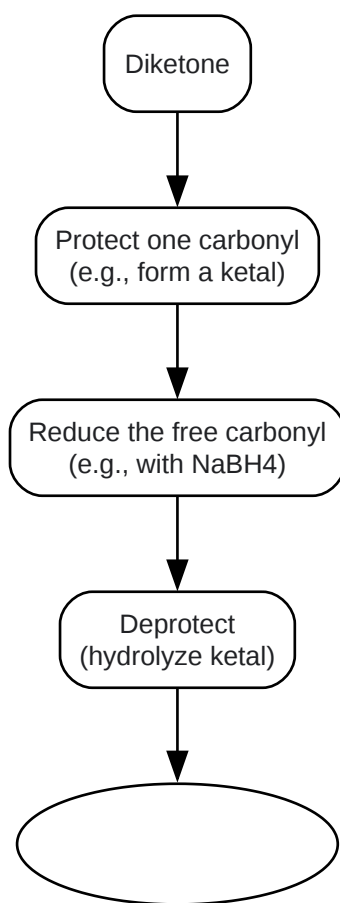 Diketone
Protect one carbonyl
(e.g., form a ketal)
Reduce the free carbonyl
(e.g., with NaBH4)
Deprotect
(hydrolyze ketal)